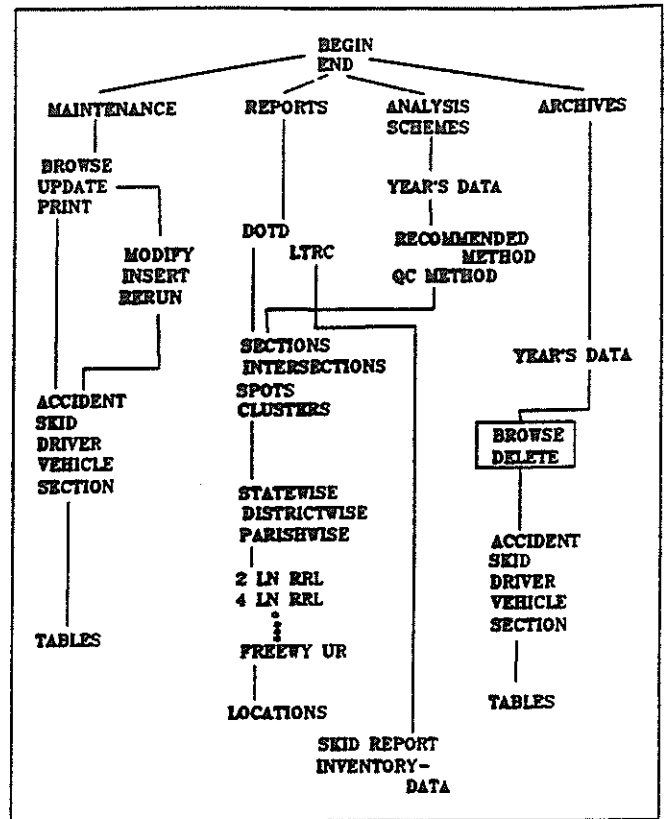 BEGIN
END
MAINTENANCE
REPORTS
ANALYSIS
SCHEMES
ARCHIVES
BROWSE
UPDATE
PRINT
MODIFY
INSERT
RERUN
ACCIDENT
SKID
DRIVER
VEHICLE
SECTION
TABLES
DOTD
LTRC
SECTIONS
INTERSECTIONS
SPOTS
CLUSTERS
STATEWISE
DISTRICTWISE
PARISHWISE
2 LN RRL
4 LN RRL
FREEWY UR
LOCATIONS
SKID REPORT
INVENTORY-
DATA
YEAR'S DATA
RECOMMENDED
METHOD
QC METHOD
YEAR'S DATA
BROWSE
DELETE
ACCIDENT
SKID
DRIVER
VEHICLE
SECTION
TABLES